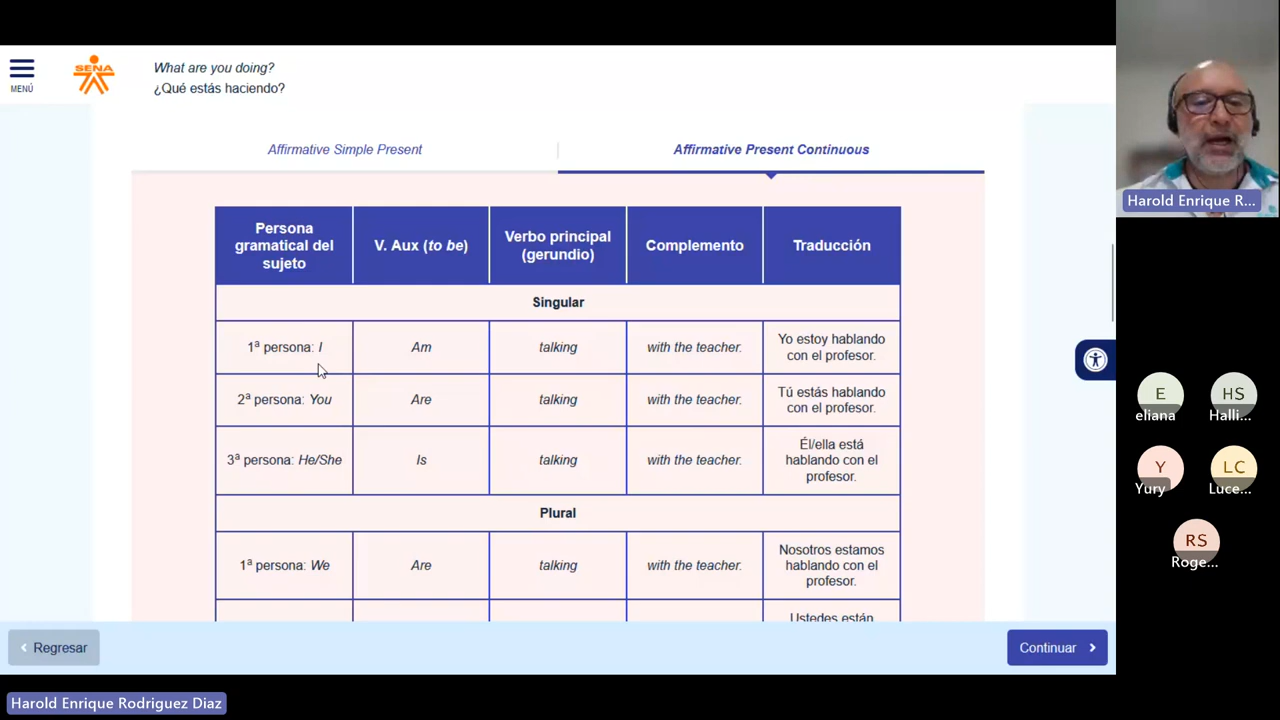 What are you doing?
MENÚ
SENA
¿Qué estás haciendo?
Affirmative Simple Present
Affirmative Present Continuous
Persona gramatical del sujeto
V. Aux (to be)
Verbo principal (gerundio)
Complemento
Traducción
Singular
1ª persona: I
Am
talking
with the teacher.
Yo estoy hablando con el profesor.
2ª persona: You
Are
talking
with the teacher.
Tú estás hablando con el profesor.
3ª persona: He/She
Is
talking
with the teacher.
Él/ella está hablando con el profesor.
Plural
1ª persona: We
Are
talking
with the teacher.
Nosotros estamos hablando con el profesor.
Ustedes están
Regresar
Continuar
Harold Enrique R...
E
eliana
HS
Halli...
Y
Yury
LC
Luce...
RS
Roge...
Harold Enrique Rodriguez Diaz